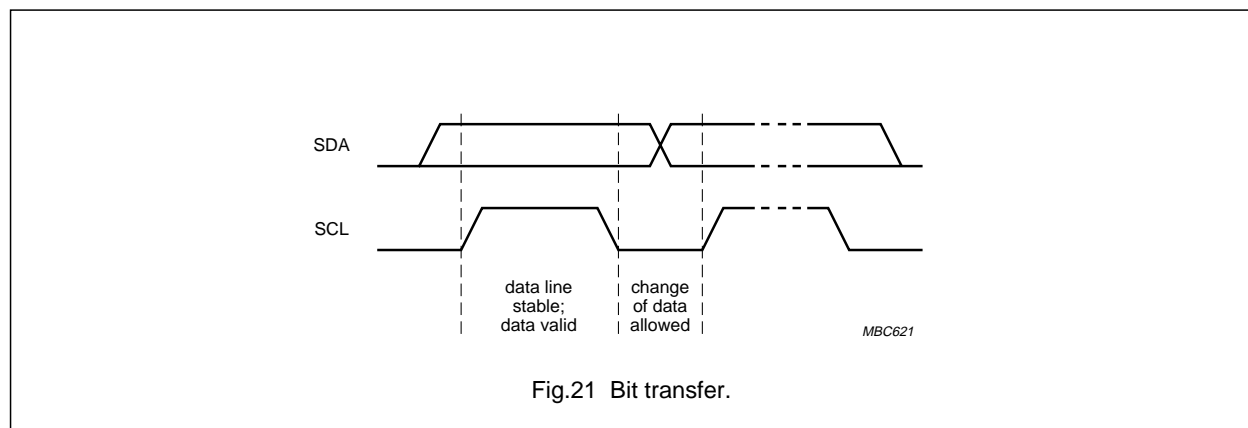 SDA
SCL
data line
stable;
data valid
change
of data
allowed
MBC621
Fig.21 Bit transfer.